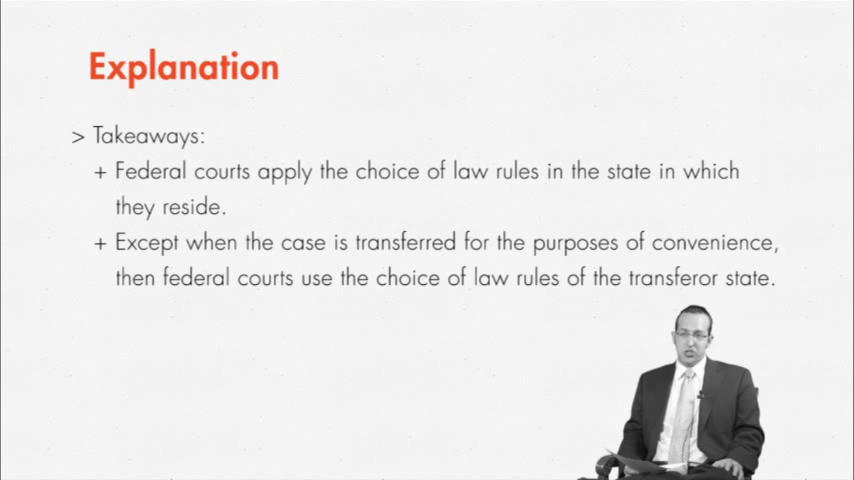 Explanation
> Takeaways:
+ Federal courts apply the choice of law rules in the state in which
they reside.
+ Except when the case is transferred for the purposes of convenience,
then federal courts use the choice of law rules of the transferor state.